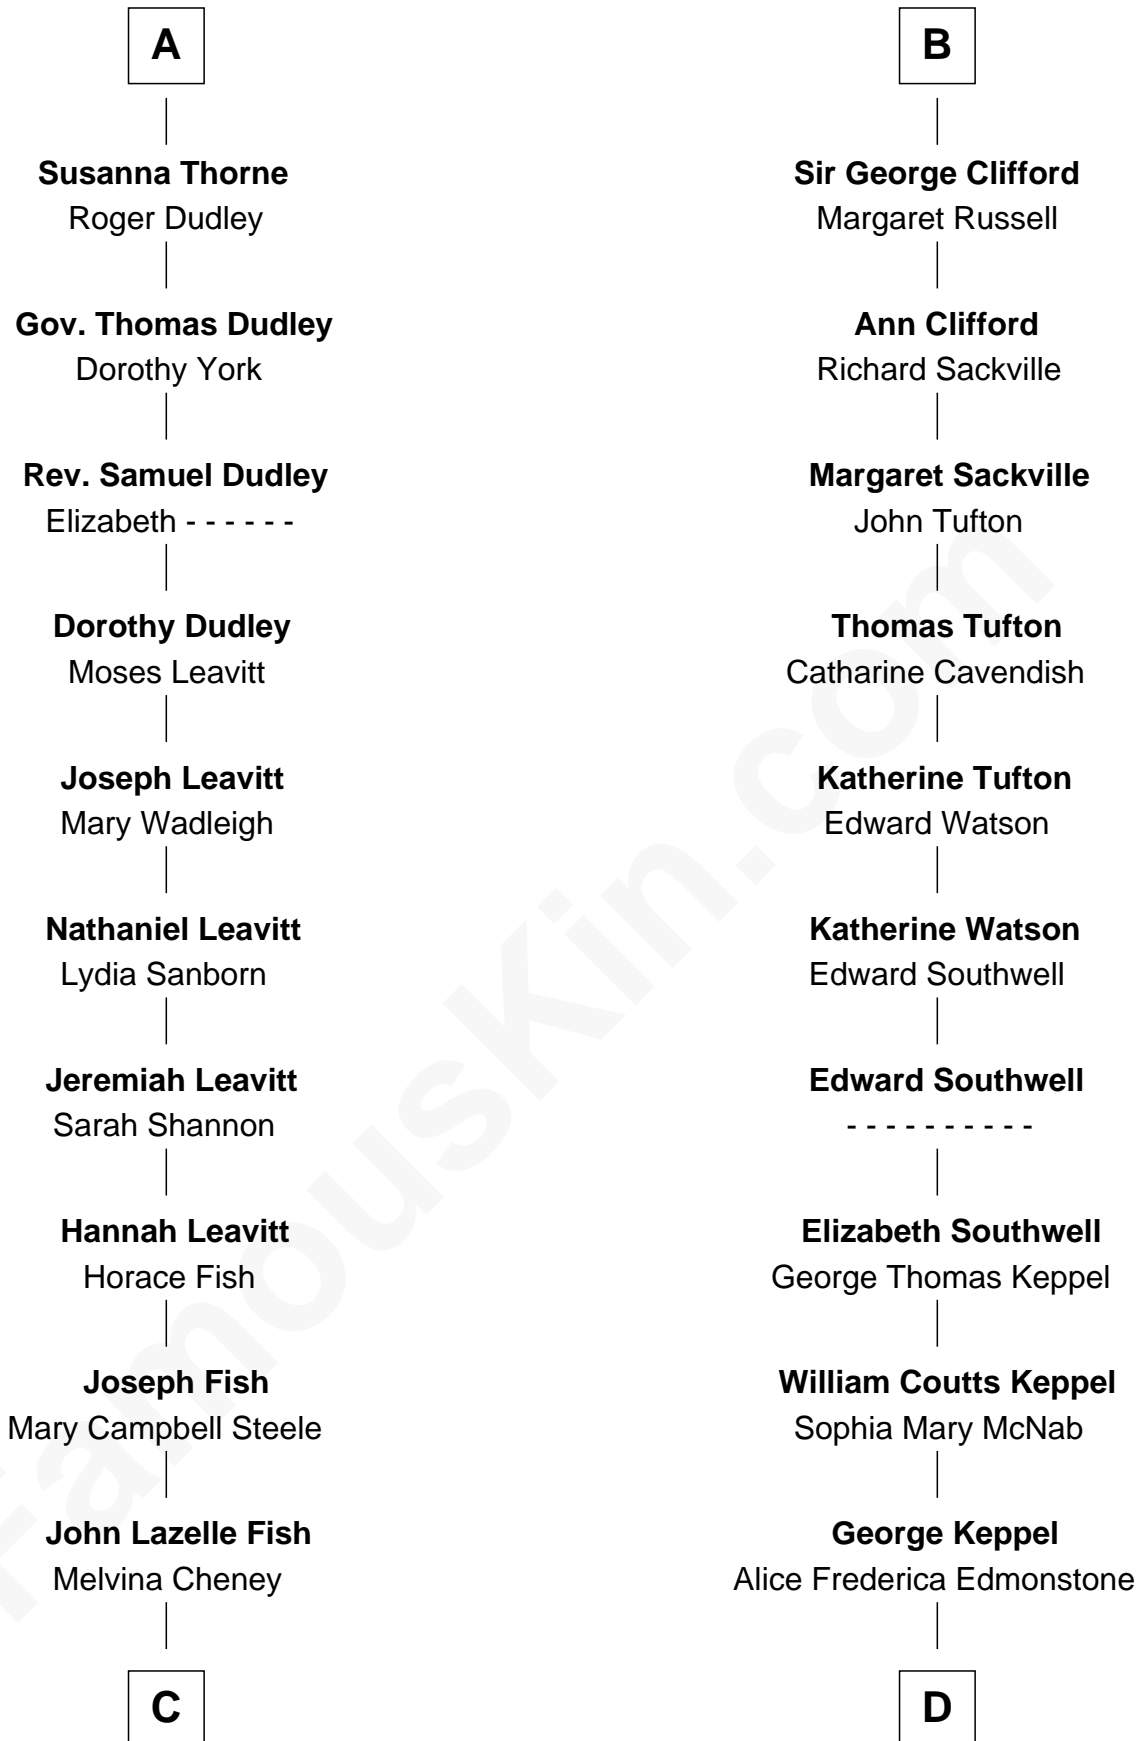 A
Susanna Thorne
Roger Dudley
Gov. Thomas Dudley
Dorothy York
Rev. Samuel Dudley
Elizabeth - - - - - -
Dorothy Dudley
Moses Leavitt
Joseph Leavitt
Mary Wadleigh
Nathaniel Leavitt
Lydia Sanborn
Jeremiah Leavitt
Sarah Shannon
Hannah Leavitt
Horace Fish
Joseph Fish
Mary Campbell Steele
John Lazelle Fish
Melvina Cheney
C
B
Sir George Clifford
Margaret Russell
Ann Clifford
Richard Sackville
Margaret Sackville
John Tufton
Thomas Tufton
Catharine Cavendish
Katherine Tufton
Edward Watson
Katherine Watson
Edward Southwell
Edward Southwell
- - - - - - - - - -
Elizabeth Southwell
George Thomas Keppel
William Coutts Keppel
Sophia Mary McNab
George Keppel
Alice Frederica Edmonstone
D
FamousKin.com